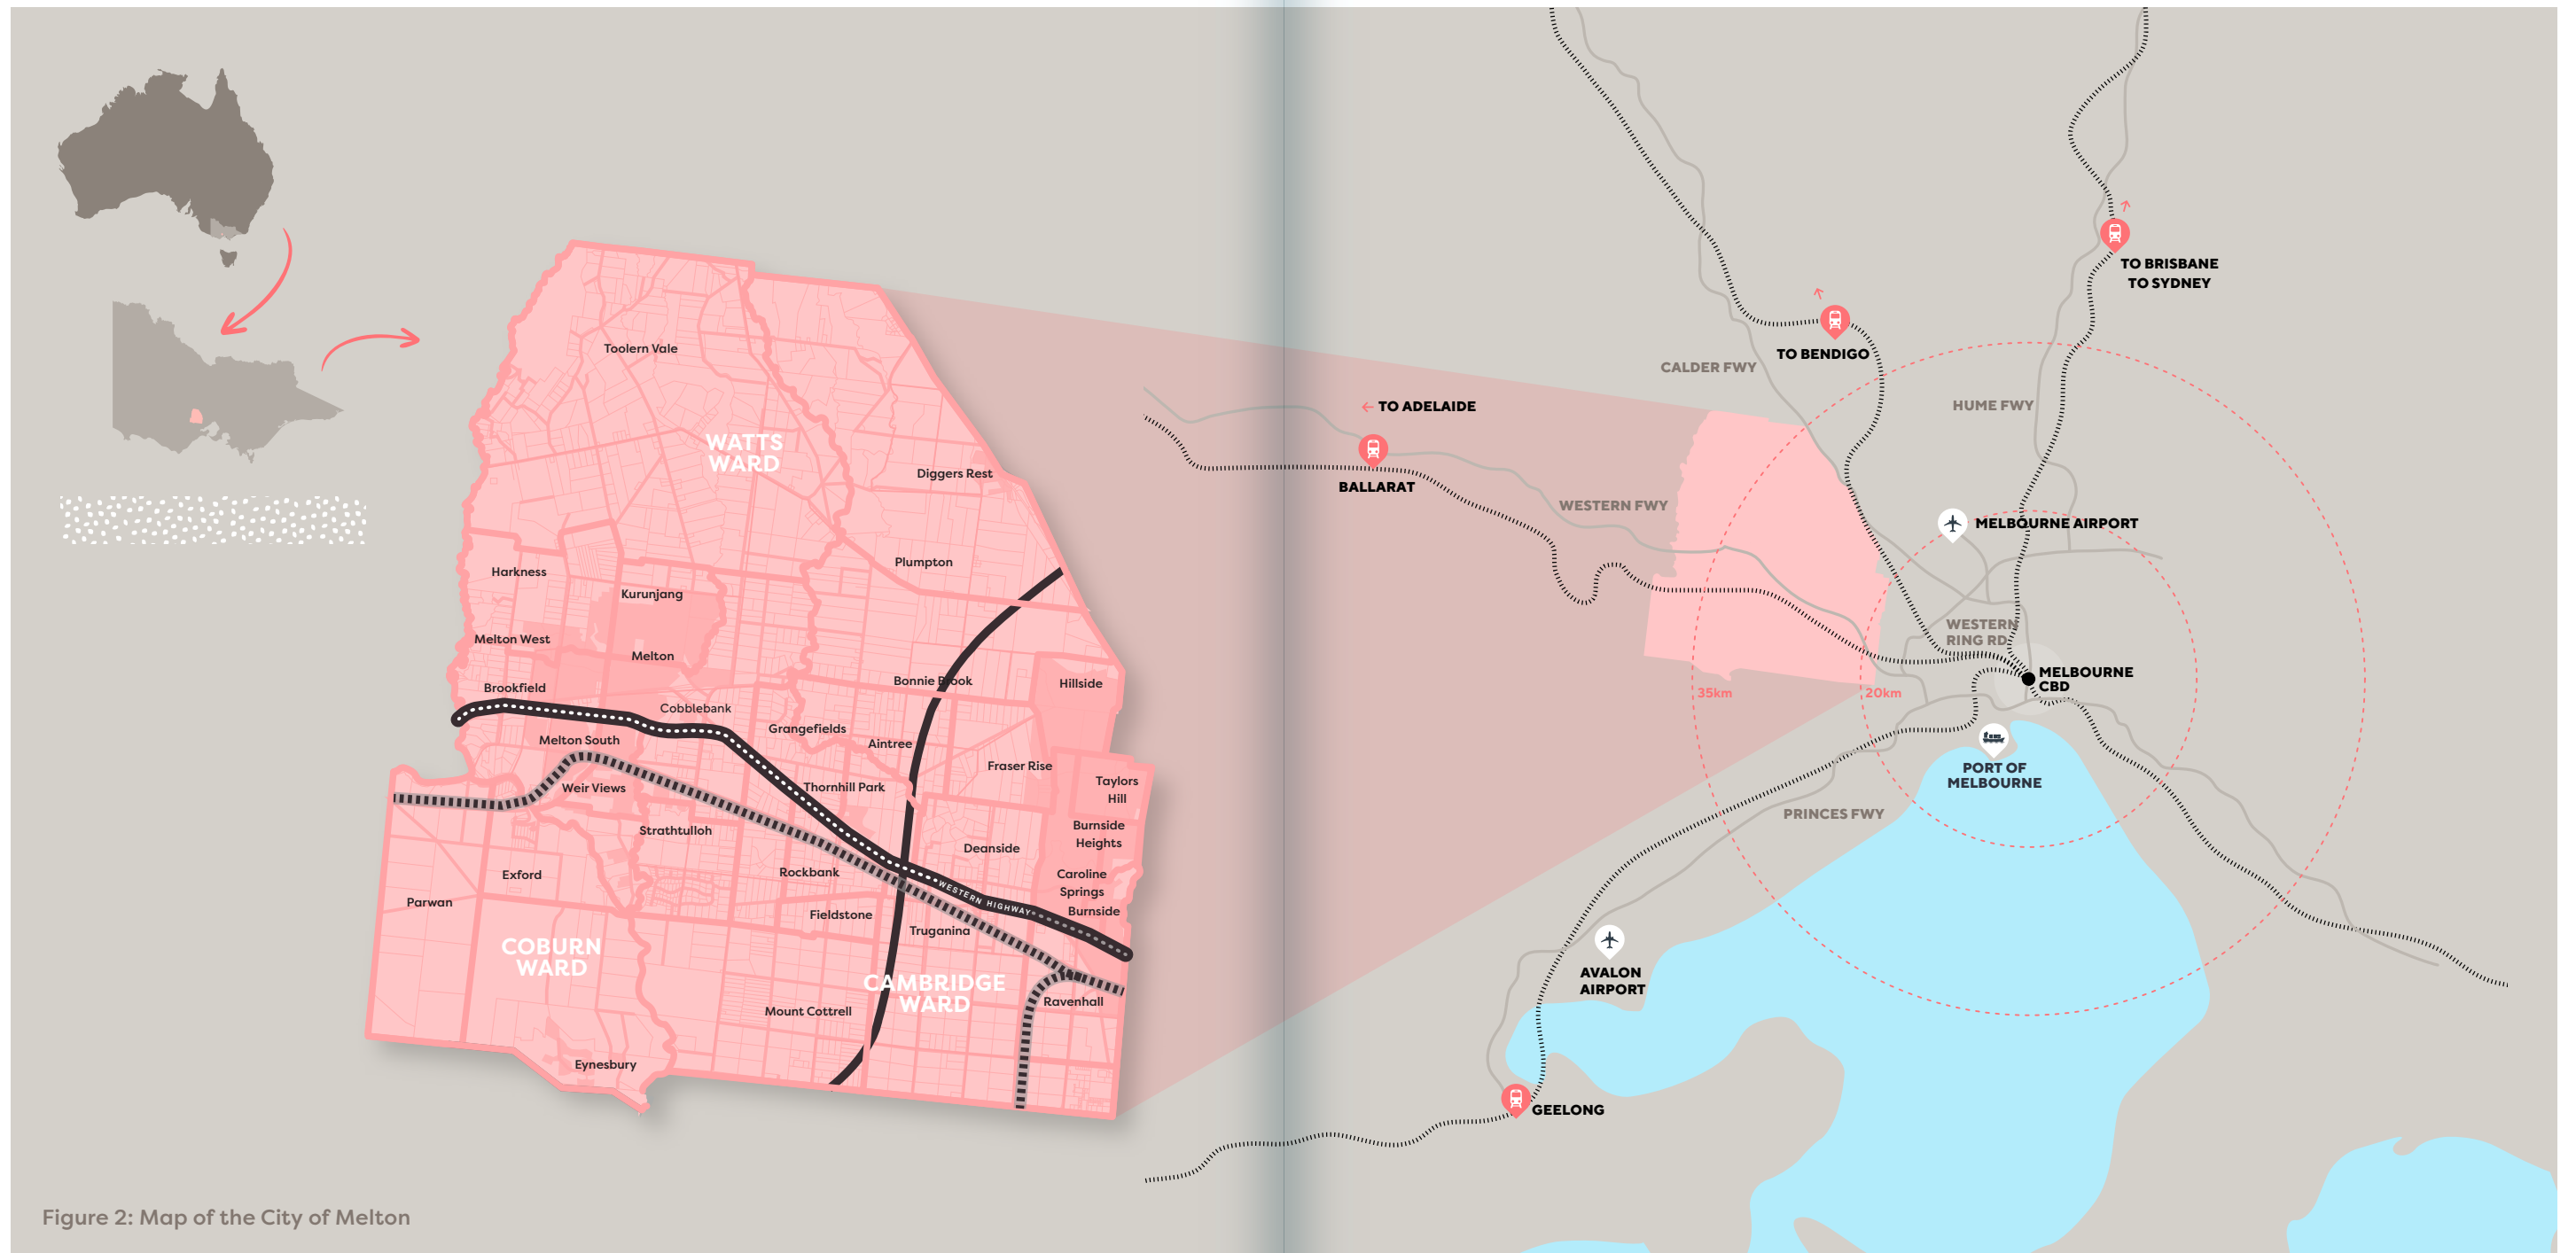 Toolern Vale
WATTS
WARD
Diggers Rest
Plumpton
Harkness
Kurunjang
Melton West
Melton
Bonnie Brook
Hillside
Brookfield
Cobblebank
Grangefields
Melton South
Aintree
Fraser Rise
Taylors
Hill
Weir Views
Thornhill Park
Burnside
Heights
Strathtulloh
Deanside
Rockbank
Exford
Caroline
Springs
WESTERN HIGHWAY
Parwan
Fieldstone
Burnside
Truganina
COBURN
WARD
CAMBRIDGE
WARD
Ravenhall
Mount Cottrell
Eynesbury
Figure 2: Map of the City of Melton
TO BRISBANE
TO SYDNEY
TO BENDIGO
CALDER FWY
HUME FWY
TO ADELAIDE
BALLARAT
WESTERN FWY
MELBOURNE AIRPORT
WESTERN
RING RD
MELBOURNE
CBD
35km
20km
PORT OF
MELBOURNE
PRINCES FWY
AVALON
AIRPORT
GEELONG